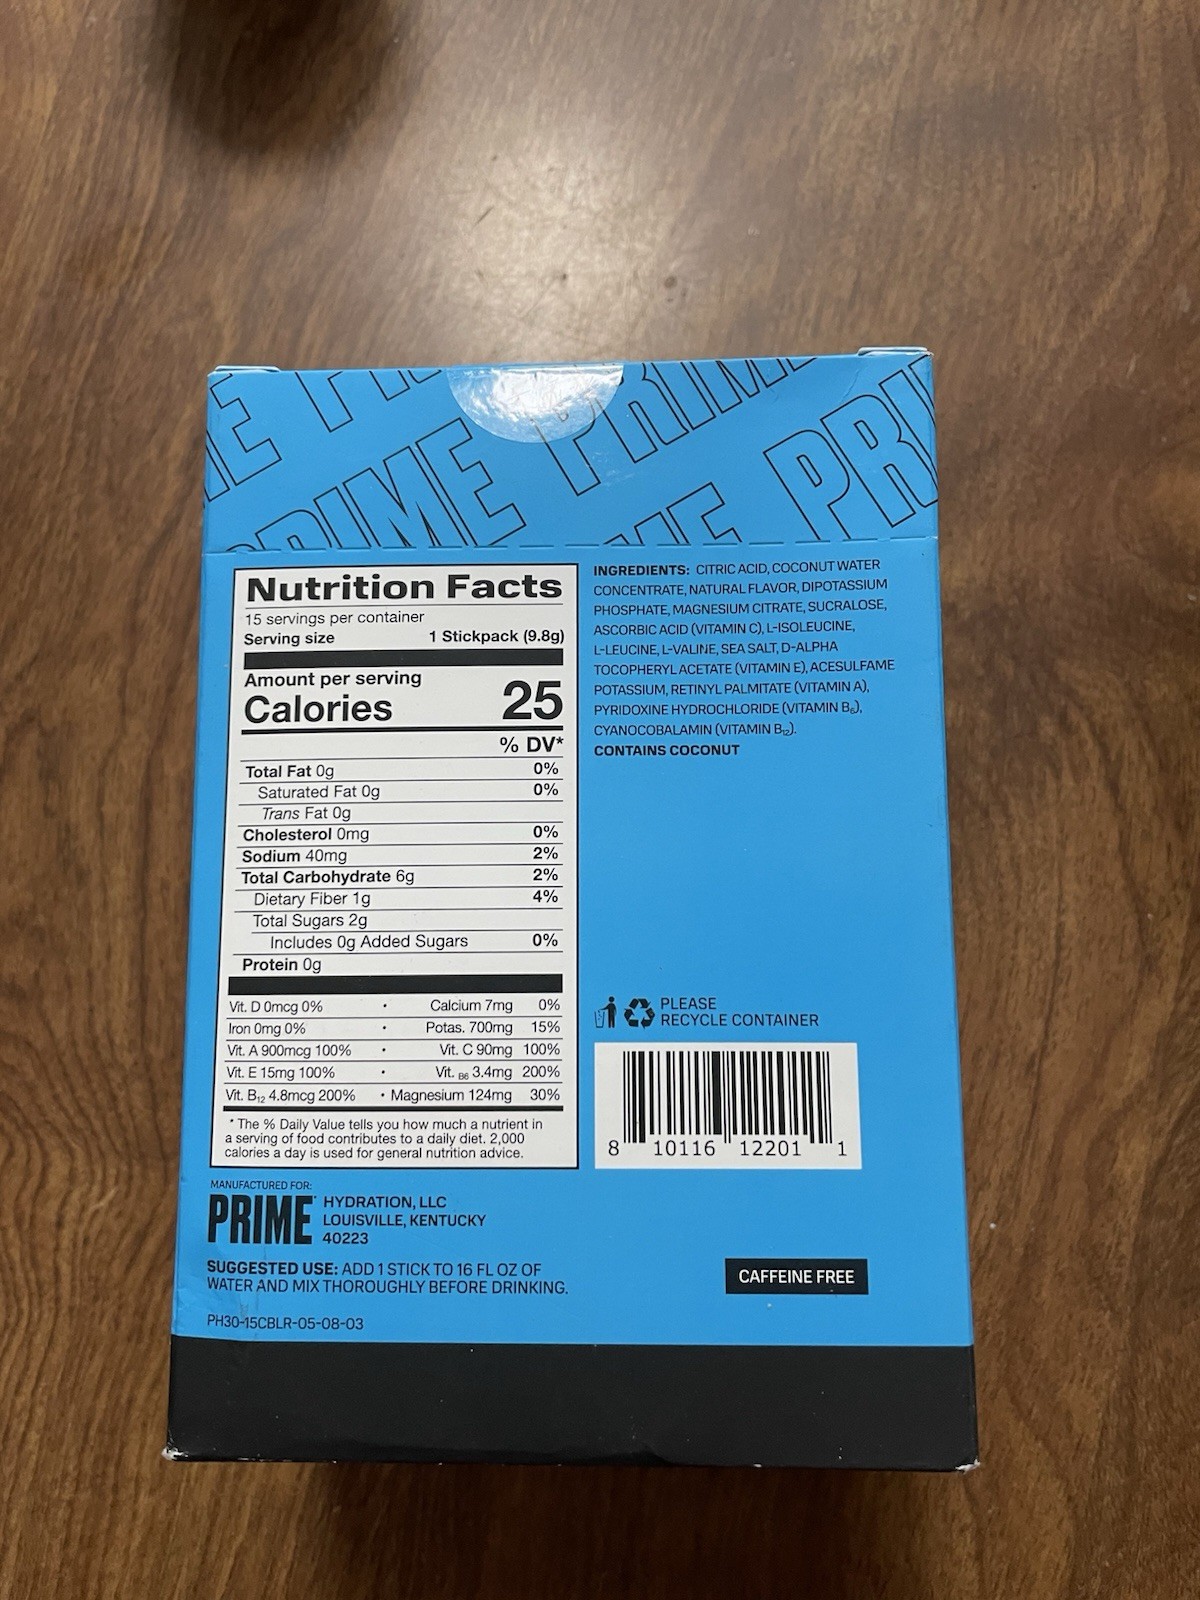 PRIME
PRIME
PRI
Nutrition Facts
15 servings per container
Serving size 1 Stickpack (9.8g)
Amount per serving
Calories 25
% DV*
Total Fat 0g 0%
Saturated Fat 0g 0%
Trans Fat 0g
Cholesterol 0mg 0%
Sodium 40mg 2%
Total Carbohydrate 6g 2%
Dietary Fiber 1g 4%
Total Sugars 2g
Includes 0g Added Sugars 0%
Protein 0g
Vit. D 0mcg 0% • Calcium 7mg 0%
Iron 0mg 0% • Potas. 700mg 15%
Vit. A 900mcg 100% • Vit. C 90mg 100%
Vit. E 15mg 100% • Vit. B6 3.4mg 200%
Vit. B12 4.8mcg 200% • Magnesium 124mg 30%
* The % Daily Value tells you how much a nutrient in
a serving of food contributes to a daily diet. 2,000
calories a day is used for general nutrition advice.
INGREDIENTS: CITRIC ACID, COCONUT WATER
CONCENTRATE, NATURAL FLAVOR, DIPOTASSIUM
PHOSPHATE, MAGNESIUM CITRATE, SUCRALOSE,
ASCORBIC ACID (VITAMIN C), L-ISOLEUCINE,
L-LEUCINE, L-VALINE, SEA SALT, D-ALPHA
TOCOPHERYL ACETATE (VITAMIN E), ACESULFAME
POTASSIUM, RETINYL PALMITATE (VITAMIN A),
PYRIDOXINE HYDROCHLORIDE (VITAMIN B6),
CYANOCOBALAMIN (VITAMIN B12).
CONTAINS COCONUT
PLEASE
RECYCLE CONTAINER
8 10116 12201 1
MANUFACTURED FOR:
PRIME HYDRATION, LLC
LOUISVILLE, KENTUCKY
40223
SUGGESTED USE: ADD 1 STICK TO 16 FL OZ OF
WATER AND MIX THOROUGHLY BEFORE DRINKING.
CAFFEINE FREE
PH30-15CBLR-05-08-03